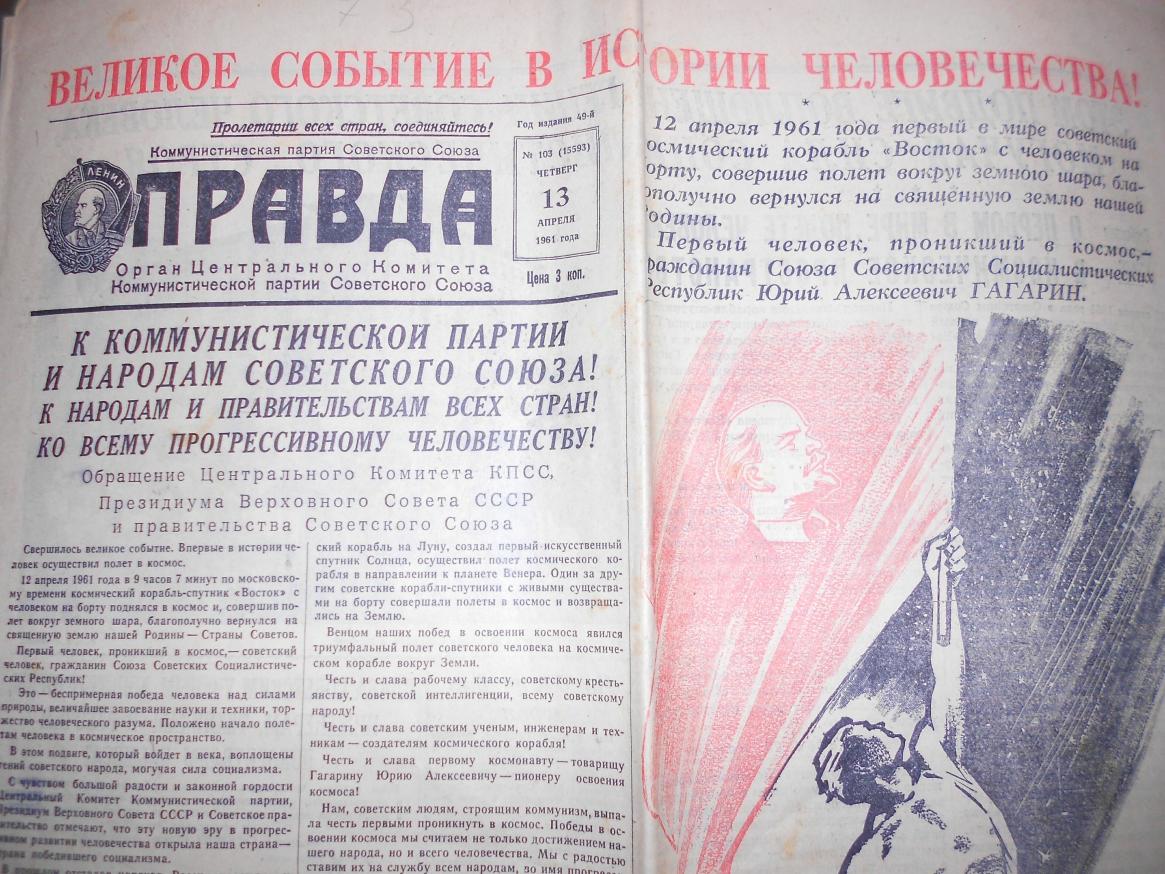 73
ВЕЛИКОЕ СОБЫТИЕ В ИСОРИИ ЧЕЛОВЕЧЕСТВА!
* * *
Пролетарии всех стран, соединяйтесь!
Коммунистическая партия Советского Союза
ЛЕНИН
ПРАВДА
Орган Центрального Комитета
Коммунистической партии Советского Союза
Год издания 49-й
№ 103 (15593)
ЧЕТВЕРГ
13
АПРЕЛЯ
1961 года
Цена 3 коп.
12 апреля 1961 года первый в мире советский
осмический корабль «Восток» с человеком на
орту, совершив полет вокруг земного шара, бла-
ополучно вернулся на священную землю нашей
одины.
Первый человек, проникший в космос,—
ражданин Союза Советских Социалистических
еспублик Юрий Алексеевич ГАГАРИН.
К КОММУНИСТИЧЕСКОЙ ПАРТИИ
И НАРОДАМ СОВЕТСКОГО СОЮЗА!
К НАРОДАМ И ПРАВИТЕЛЬСТВАМ ВСЕХ СТРАН!
КО ВСЕМУ ПРОГРЕССИВНОМУ ЧЕЛОВЕЧЕСТВУ!
Обращение Центрального Комитета КПСС,
Президиума Верховного Совета СССР
и правительства Советского Союза
Свершилось великое событие. Впервые в истории че-
ловек осуществил полет в космос.
12 апреля 1961 года в 9 часов 7 минут по московско-
му времени космический корабль-спутник «Восток» с
человеком на борту поднялся в космос и, совершив по-
лет вокруг земного шара, благополучно вернулся на
священную землю нашей Родины — Страны Советов.
Первый человек, проникший в космос,— советский
человек, гражданин Союза Советских Социалистиче-
ских Республик!
Это — беспримерная победа человека над силами
природы, величайшее завоевание науки и техники, тор-
жество человеческого разума. Положено начало поле-
там человека в космическое пространство.
В этом подвиге, который войдет в века, воплощены
гений советского народа, могучая сила социализма.
С чувством большой радости и законной гордости
Центральный Комитет Коммунистической партии,
Президиум Верховного Совета СССР и Советское пра-
ительство отмечают, что эту новую эру в прогрес-
ивном развитии человечества открыла наша страна —
трана победившего социализма.
ский корабль на Луну, создал первый искусственный
спутник Солнца, осуществил полет космического ко-
рабля в направлении к планете Венера. Один за дру-
гим советские корабли-спутники с живыми существа-
ми на борту совершали полеты в космос и возвраща-
лись на Землю.
Венцом наших побед в освоении космоса явился
триумфальный полет советского человека на космиче-
ском корабле вокруг Земли.
Честь и слава рабочему классу, советскому кресть-
янству, советской интеллигенции, всему советскому
народу!
Честь и слава советским ученым, инженерам и тех-
никам — создателям космического корабля!
Честь и слава первому космонавту — товарищу
Гагарину Юрию Алексеевичу — пионеру освоения
космоса!
Нам, советским людям, строящим коммунизм, выпа-
ла честь первыми проникнуть в космос. Победы в ос-
воении космоса мы считаем не только достижением на-
шего народа, но и всего человечества. Мы с радостью
ставим их на службу всем народам, во имя